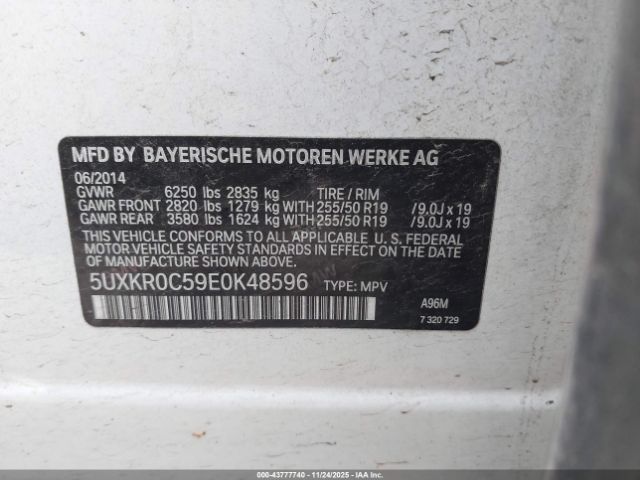 MFD BY BAYERISCHE MOTOREN WERKE AG
06/2014
GVWR 6250 lbs 2835 kg TIRE / RIM
GAWR FRONT 2820 lbs 1279 kg WITH 255/50 R19 /9.0J x 19
GAWR REAR 3580 lbs 1624 kg WITH 255/50 R19 /9.0J x 19
THIS VEHICLE CONFORMS TO ALL APPLICABLE U. S. FEDERAL
MOTOR VEHICLE SAFETY STANDARDS IN EFFECT ON THE DATE
OF MANUFACTURE SHOWN ABOVE.
5UXKR0C59E0K48596 TYPE: MPV
A96M
7 320 729
000-43777740 - 11/24/2025 - IAAI.COM